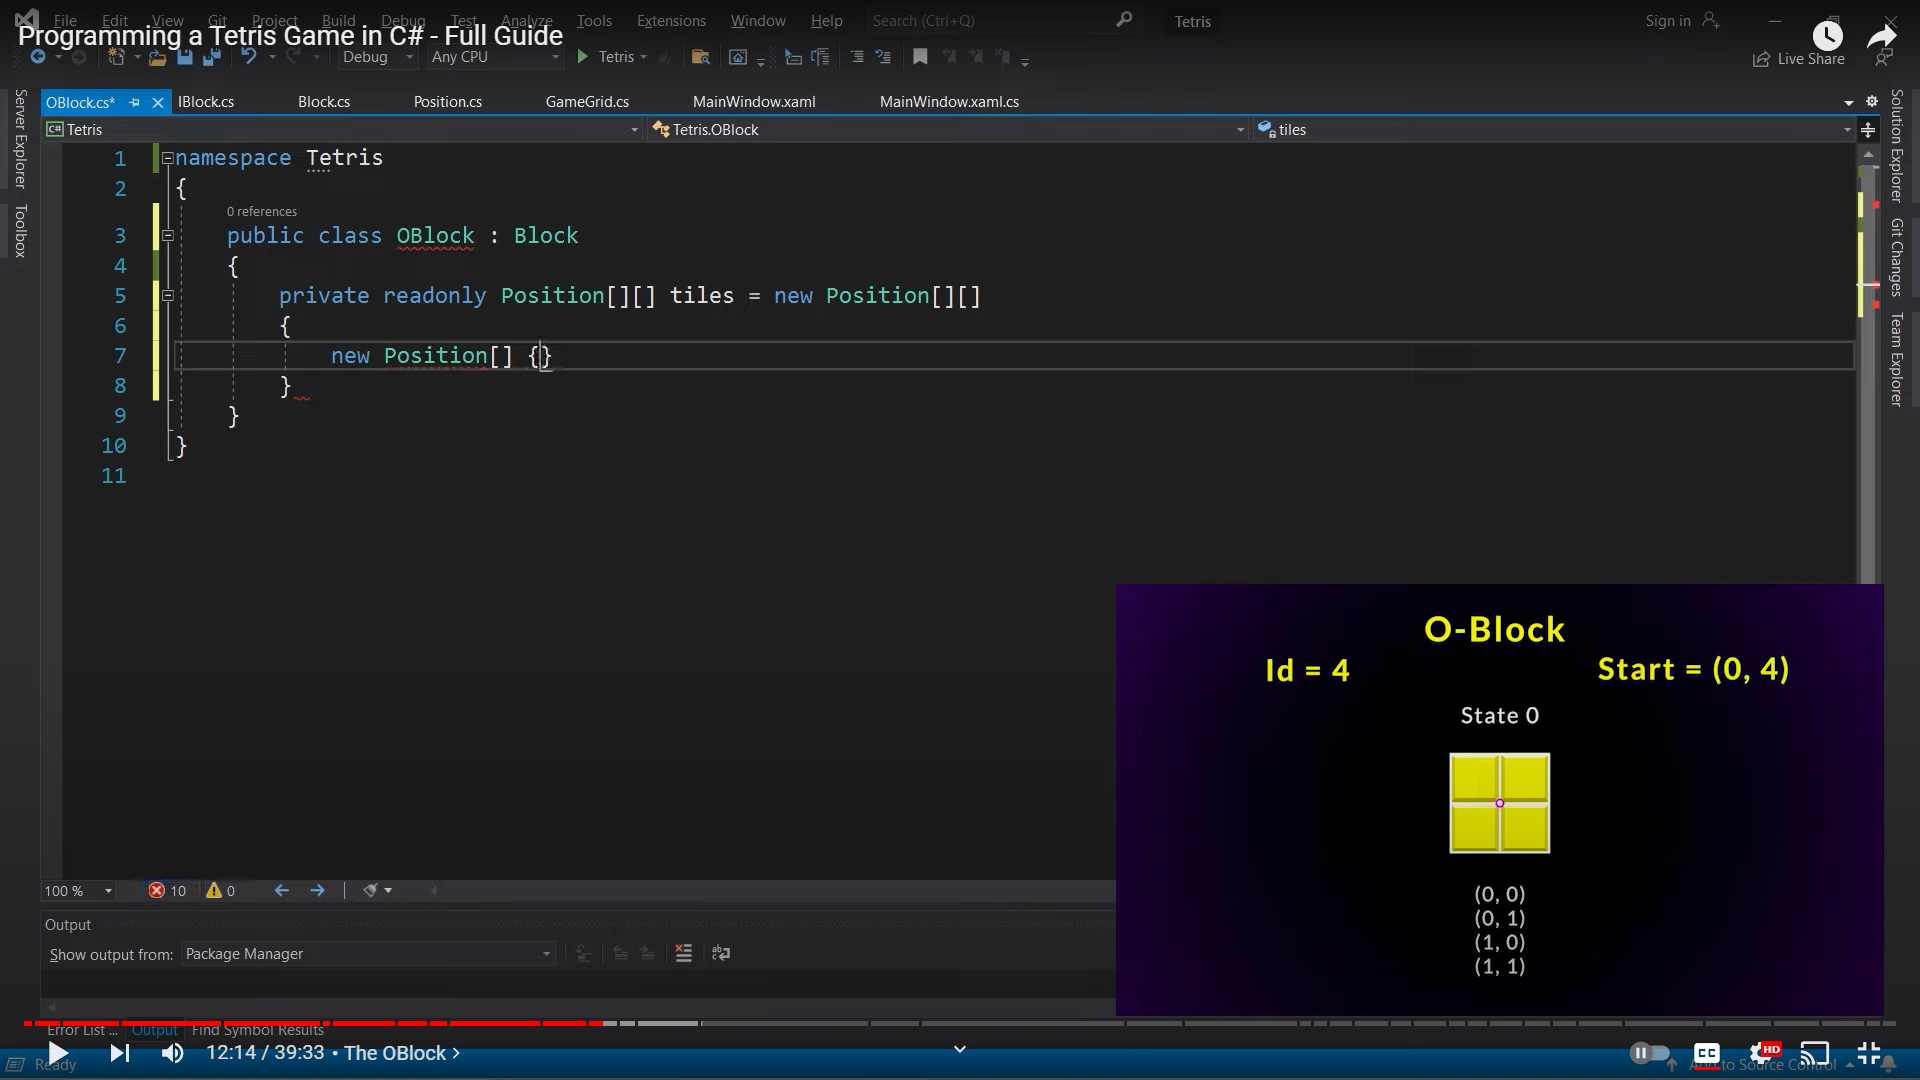 File Edit View Git Project Build Debug Test Analyze Tools Extensions Window Help Search (Ctrl+Q) Tetris Sign in
Programming a Tetris Game in C# - Full Guide
Debug Any CPU Tetris Live Share
OBlock.cs* IBlock.cs Block.cs Position.cs GameGrid.cs MainWindow.xaml MainWindow.xaml.cs
C# Tetris Tetris.OBlock tiles
Server Explorer
Toolbox
Solution Explorer
Git Changes
Team Explorer
1 namespace Tetris
2 {
0 references
3 public class OBlock : Block
4 {
5 private readonly Position[][] tiles = new Position[][]
6 {
7 new Position[] {}
8 }
9 }
10 }
11
O-Block
Id = 4 Start = (0, 4)
State 0
(0, 0)
(0, 1)
(1, 0)
(1, 1)
100 % 10 0
Output
Show output from: Package Manager
Error List ... Output Find Symbol Results
12:14 / 39:33 • The OBlock
CC HD
Ready Add to Source Control